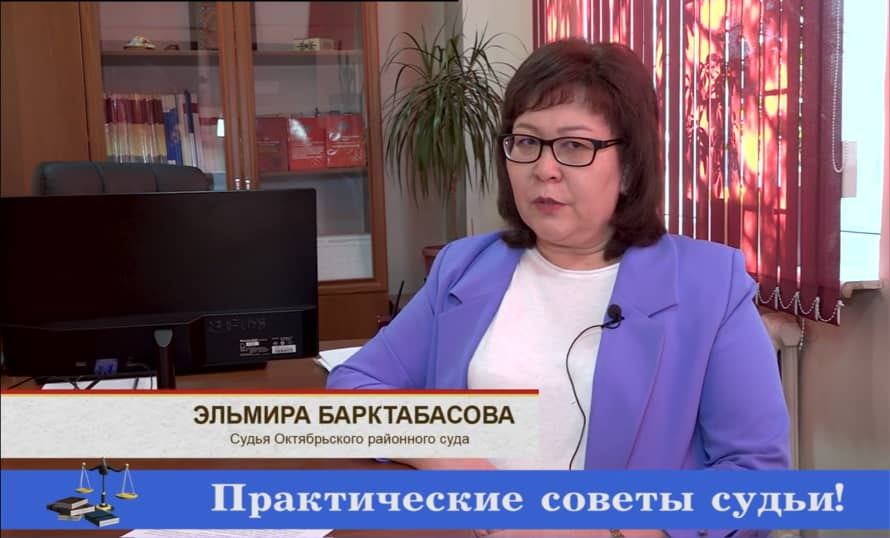 ЭЛЬМИРА БАРКТАБАСОВА
Судья Октябрьского районного суда
Практические советы судьи!